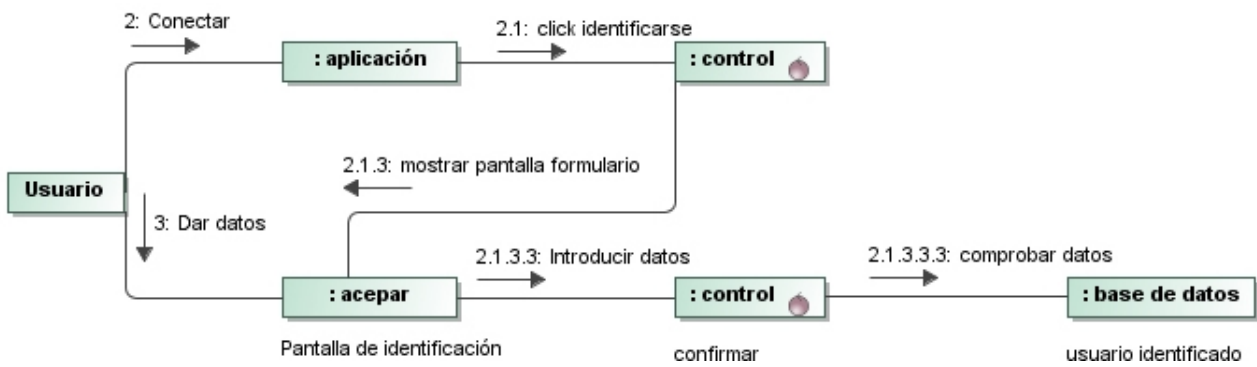 2: Conectar
2.1: click identificarse
: aplicación
: control
2.1.3: mostrar pantalla formulario
Usuario
3: Dar datos
2.1.3.3: Introducir datos
2.1.3.3.3: comprobar datos
: acepar
: control
: base de datos
Pantalla de identificación
confirmar
usuario identificado